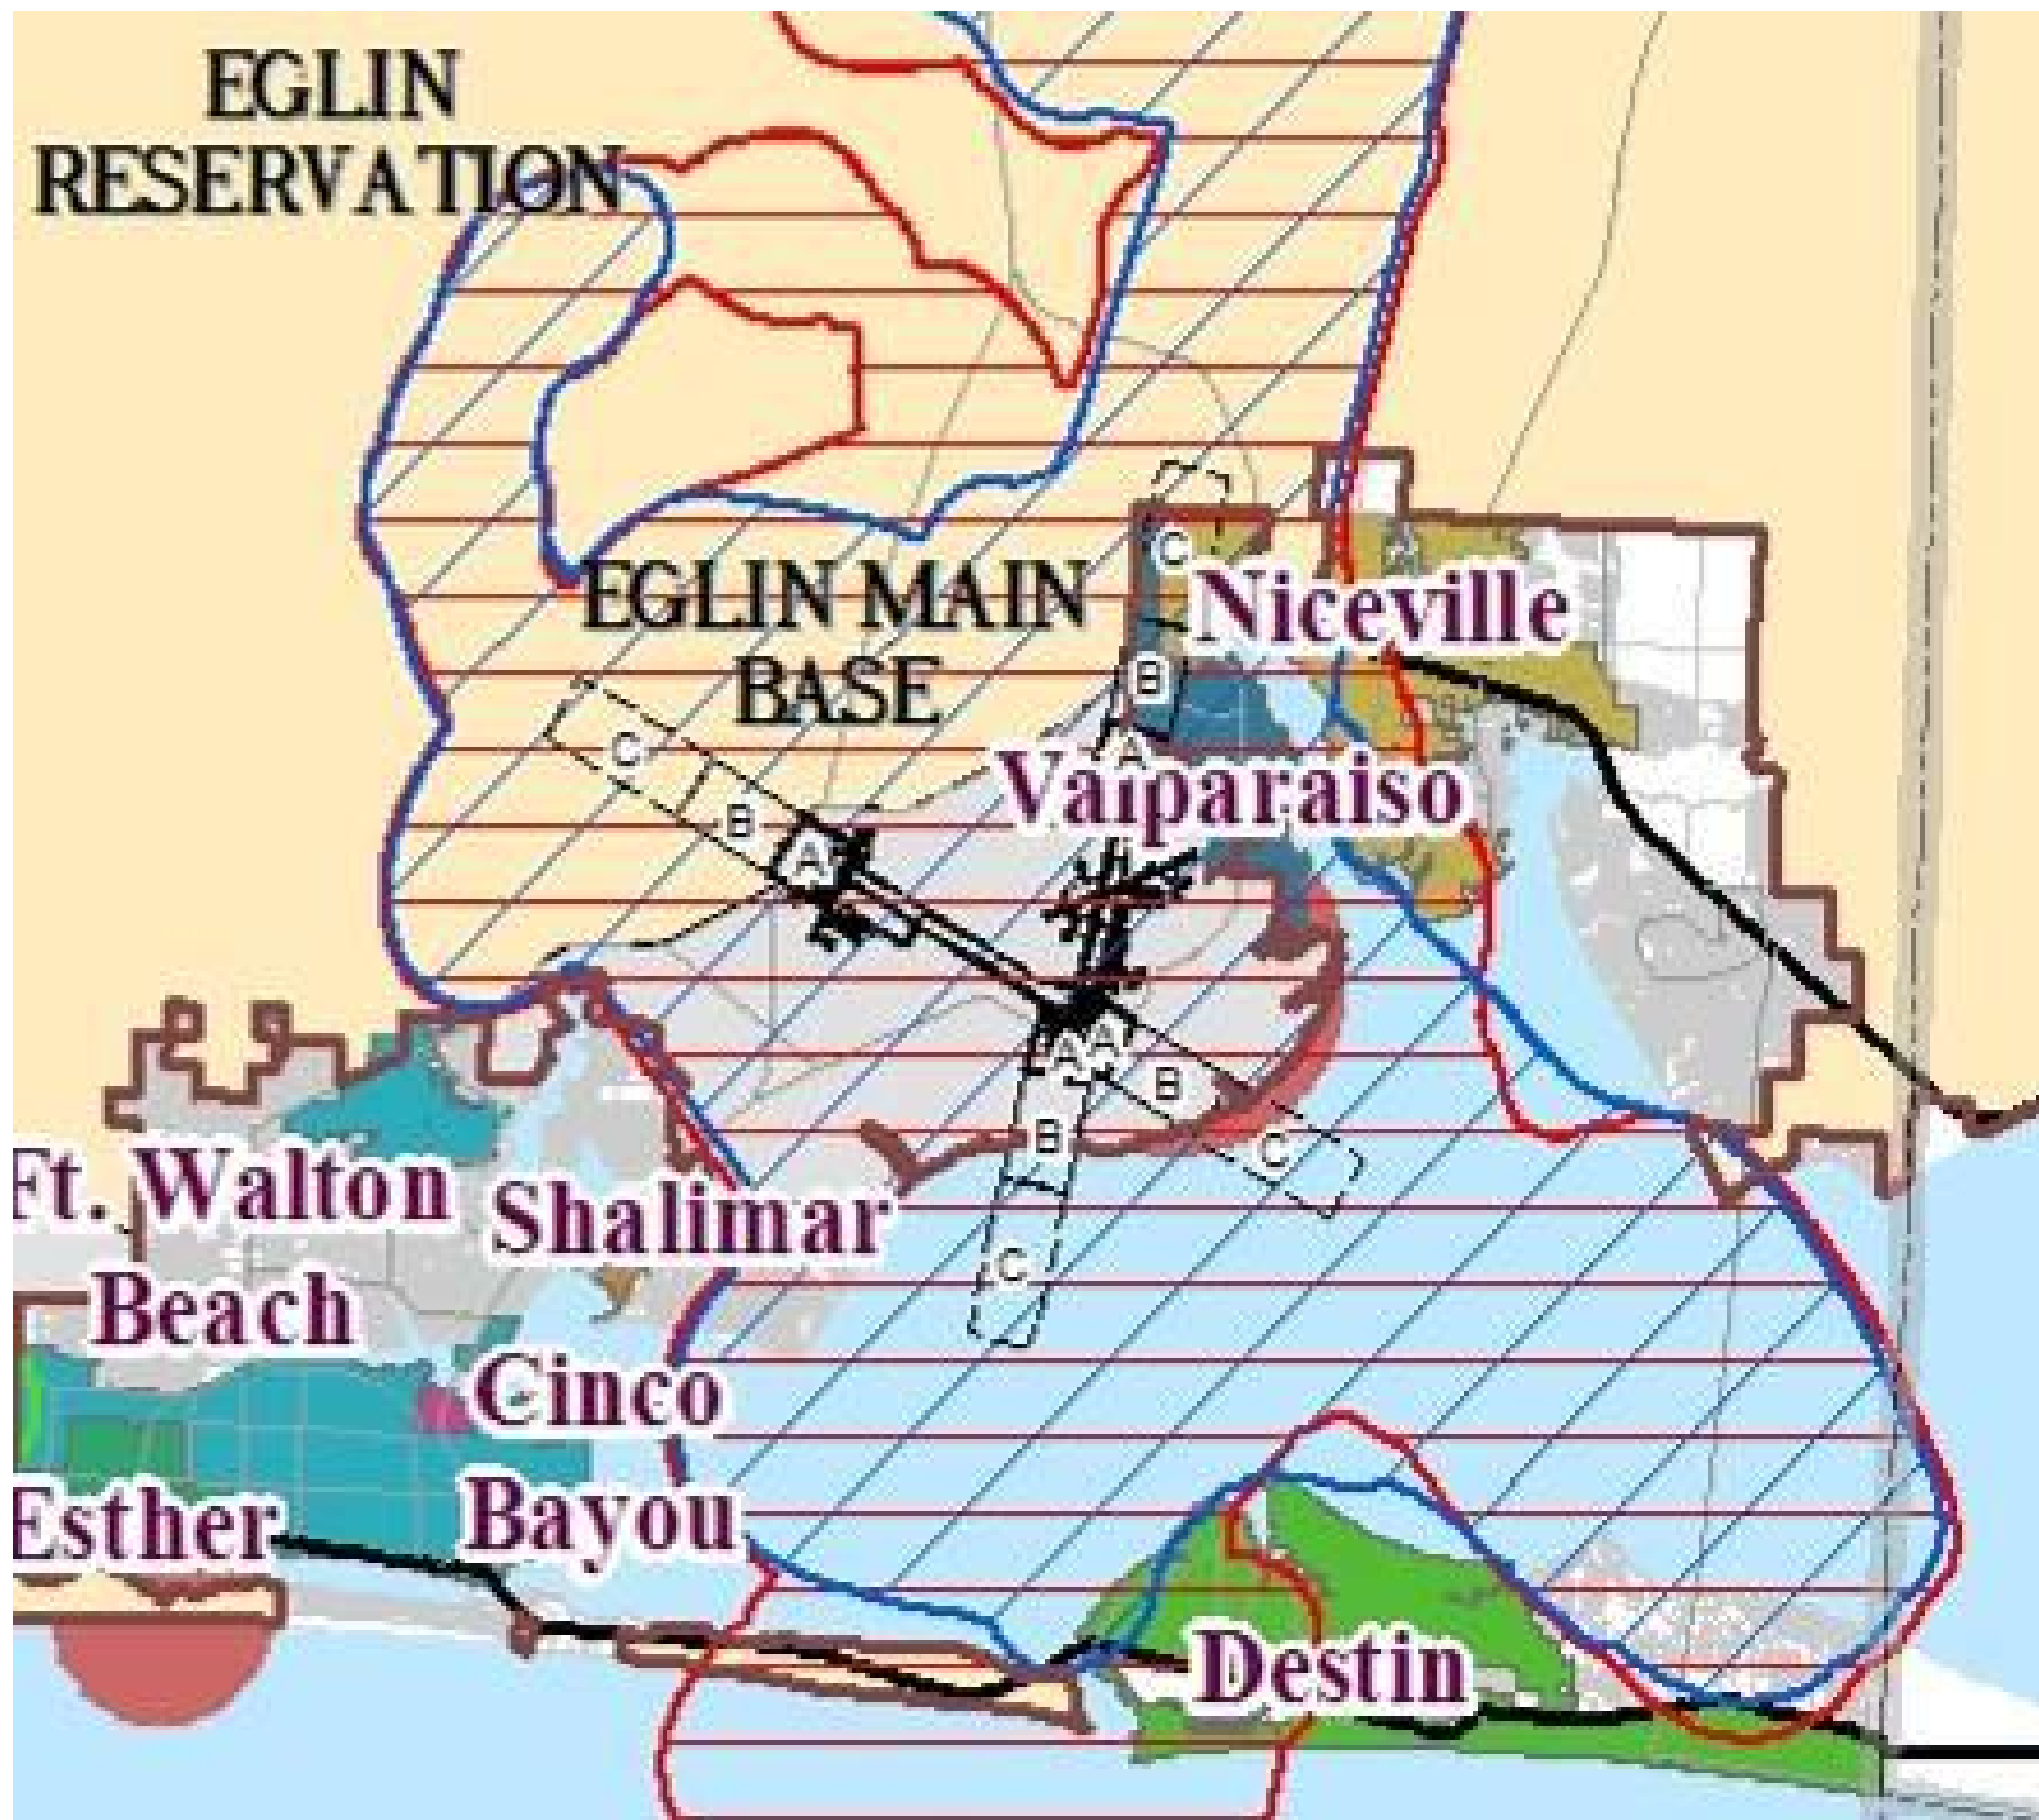 EGLIN
RESERVATION
C
EGLIN MAIN
BASE
Niceville
B
A
C
Valparaiso
B
A
A
A
B
B
C
C
Ft. Walton
Beach
Shalimar
Cinco
Bayou
Esther
Destin